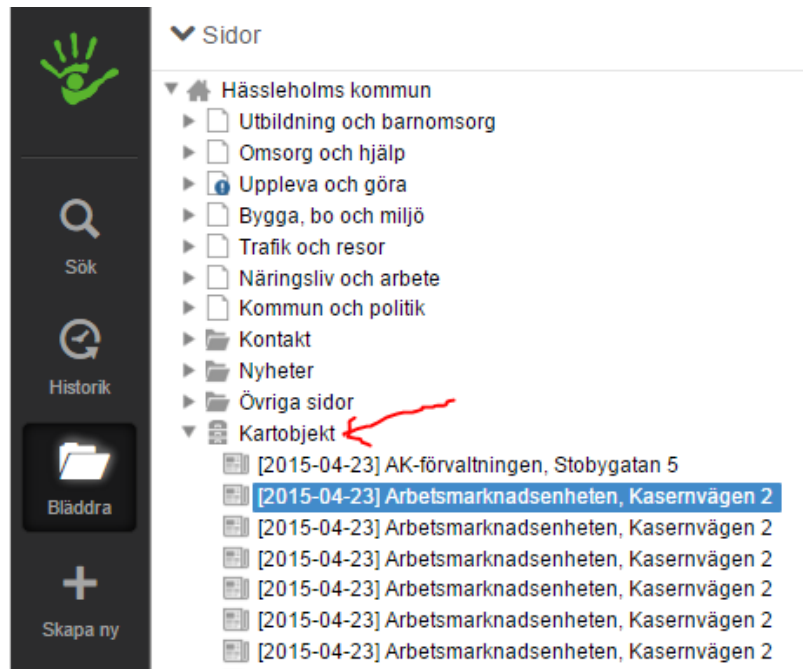 Sidor
Hässleholms kommun
Utbildning och barnomsorg
Omsorg och hjälp
Uppleva och göra
Bygga, bo och miljö
Trafik och resor
Näringsliv och arbete
Kommun och politik
Kontakt
Nyheter
Övriga sidor
Kartobjekt
[2015-04-23] AK-förvaltningen, Stobygatan 5
[2015-04-23] Arbetsmarknadsenheten, Kasernvägen 2
[2015-04-23] Arbetsmarknadsenheten, Kasernvägen 2
[2015-04-23] Arbetsmarknadsenheten, Kasernvägen 2
[2015-04-23] Arbetsmarknadsenheten, Kasernvägen 2
[2015-04-23] Arbetsmarknadsenheten, Kasernvägen 2
[2015-04-23] Arbetsmarknadsenheten, Kasernvägen 2
Sök
Historik
Bläddra
Skapa ny